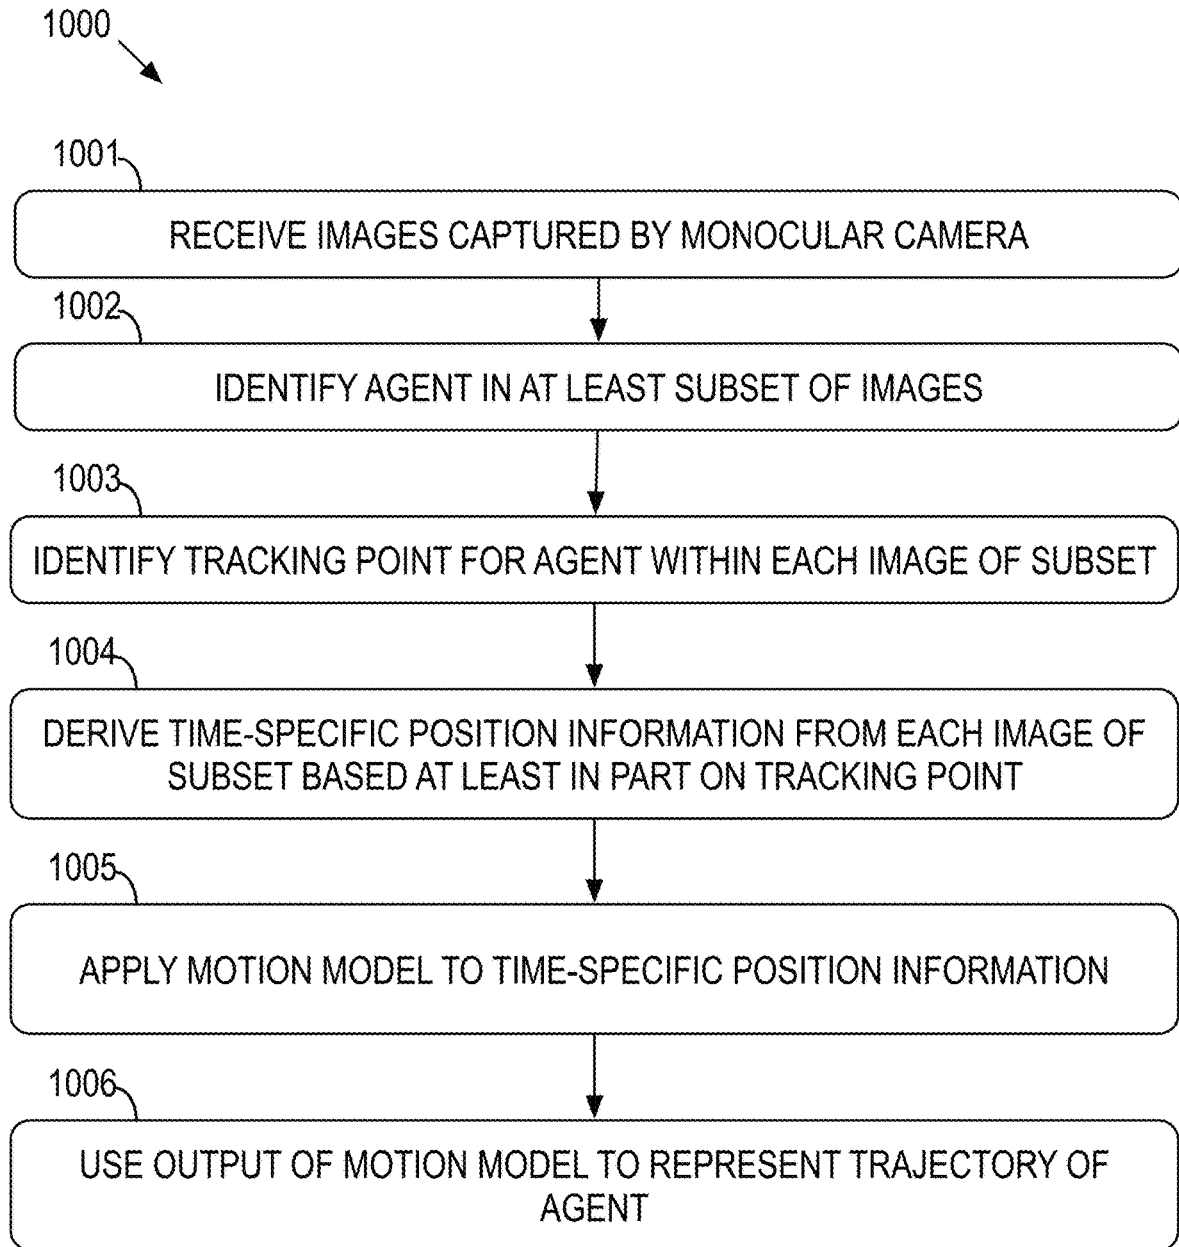 1000
1001
RECEIVE IMAGES CAPTURED BY MONOCULAR CAMERA
1002
IDENTIFY AGENT IN AT LEAST SUBSET OF IMAGES
1003
IDENTIFY TRACKING POINT FOR AGENT WITHIN EACH IMAGE OF SUBSET
1004
DERIVE TIME-SPECIFIC POSITION INFORMATION FROM EACH IMAGE OF
SUBSET BASED AT LEAST IN PART ON TRACKING POINT
1005
APPLY MOTION MODEL TO TIME-SPECIFIC POSITION INFORMATION
1006
USE OUTPUT OF MOTION MODEL TO REPRESENT TRAJECTORY OF
AGENT